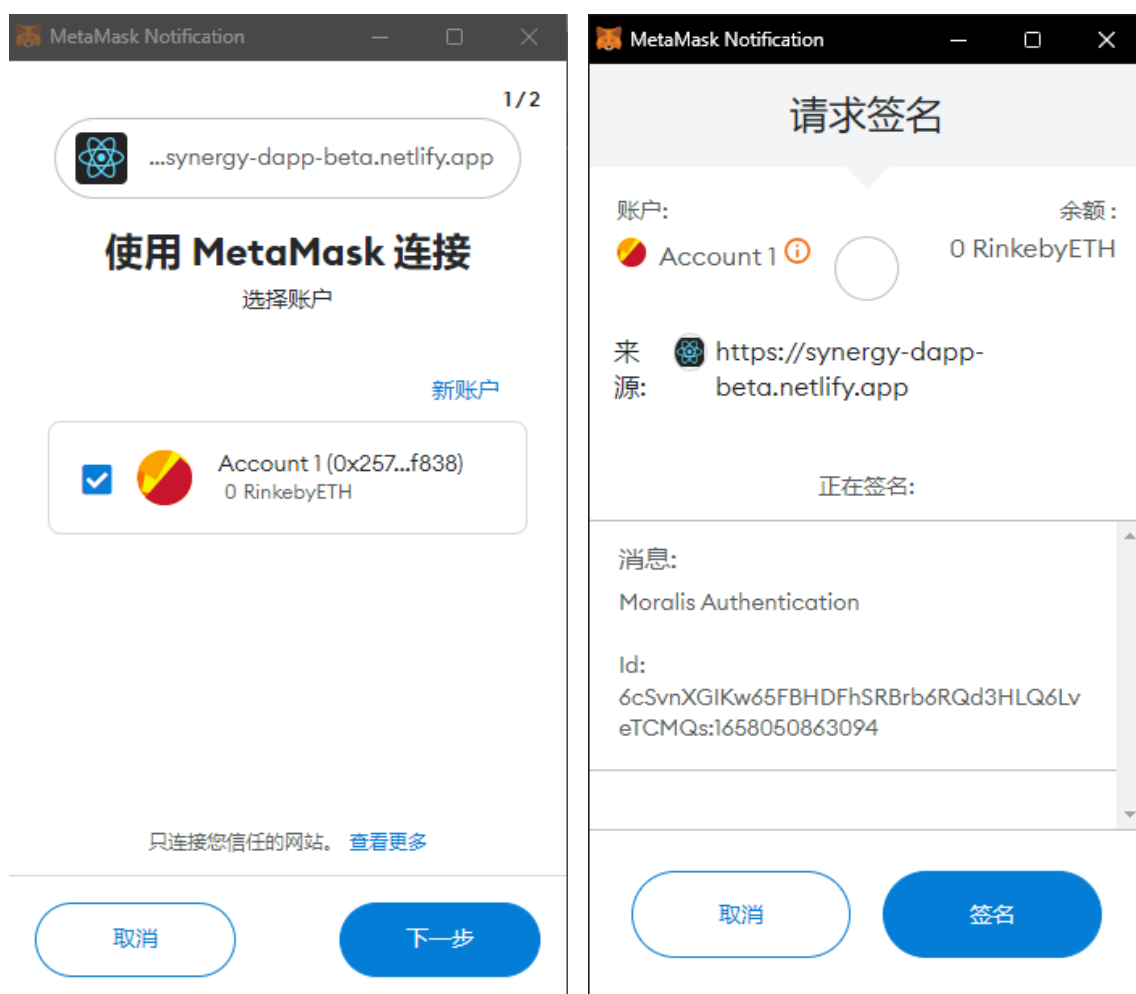 MetaMask Notification
1/2
...synergy-dapp-beta.netlify.app
使用 MetaMask 连接
选择账户
新账户
Account 1 (0x257...f838)
0 RinkebyETH
只连接您信任的网站。 查看更多
取消
下一步
MetaMask Notification
请求签名
账户:
余额 :
Account 1
0 RinkebyETH
来
源:
https://synergy-dapp-
beta.netlify.app
正在签名:
消息:
Moralis Authentication
Id:
6cSvnXGIKw65FBHDFhSRBrb6RQd3HLQ6Lv
eTCMQs:1658050863094
取消
签名